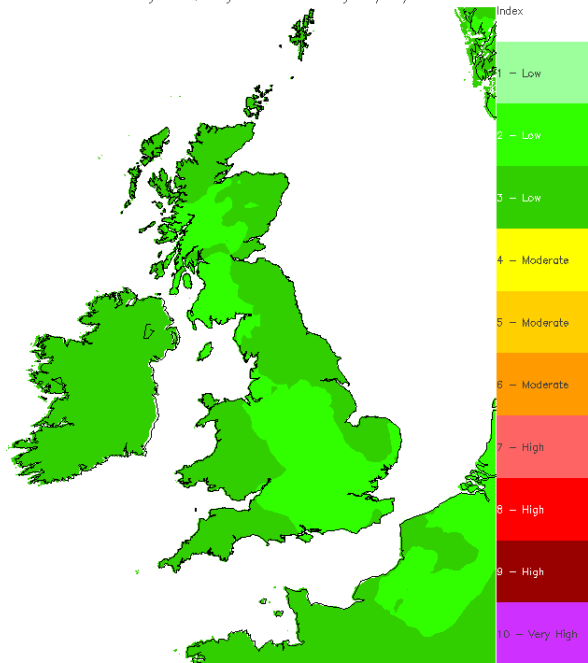 Index
1 - Low
2 - Low
3 - Low
4 - Moderate
5 - Moderate
6 - Moderate
7 - High
8 - High
9 - High
10 - Very High